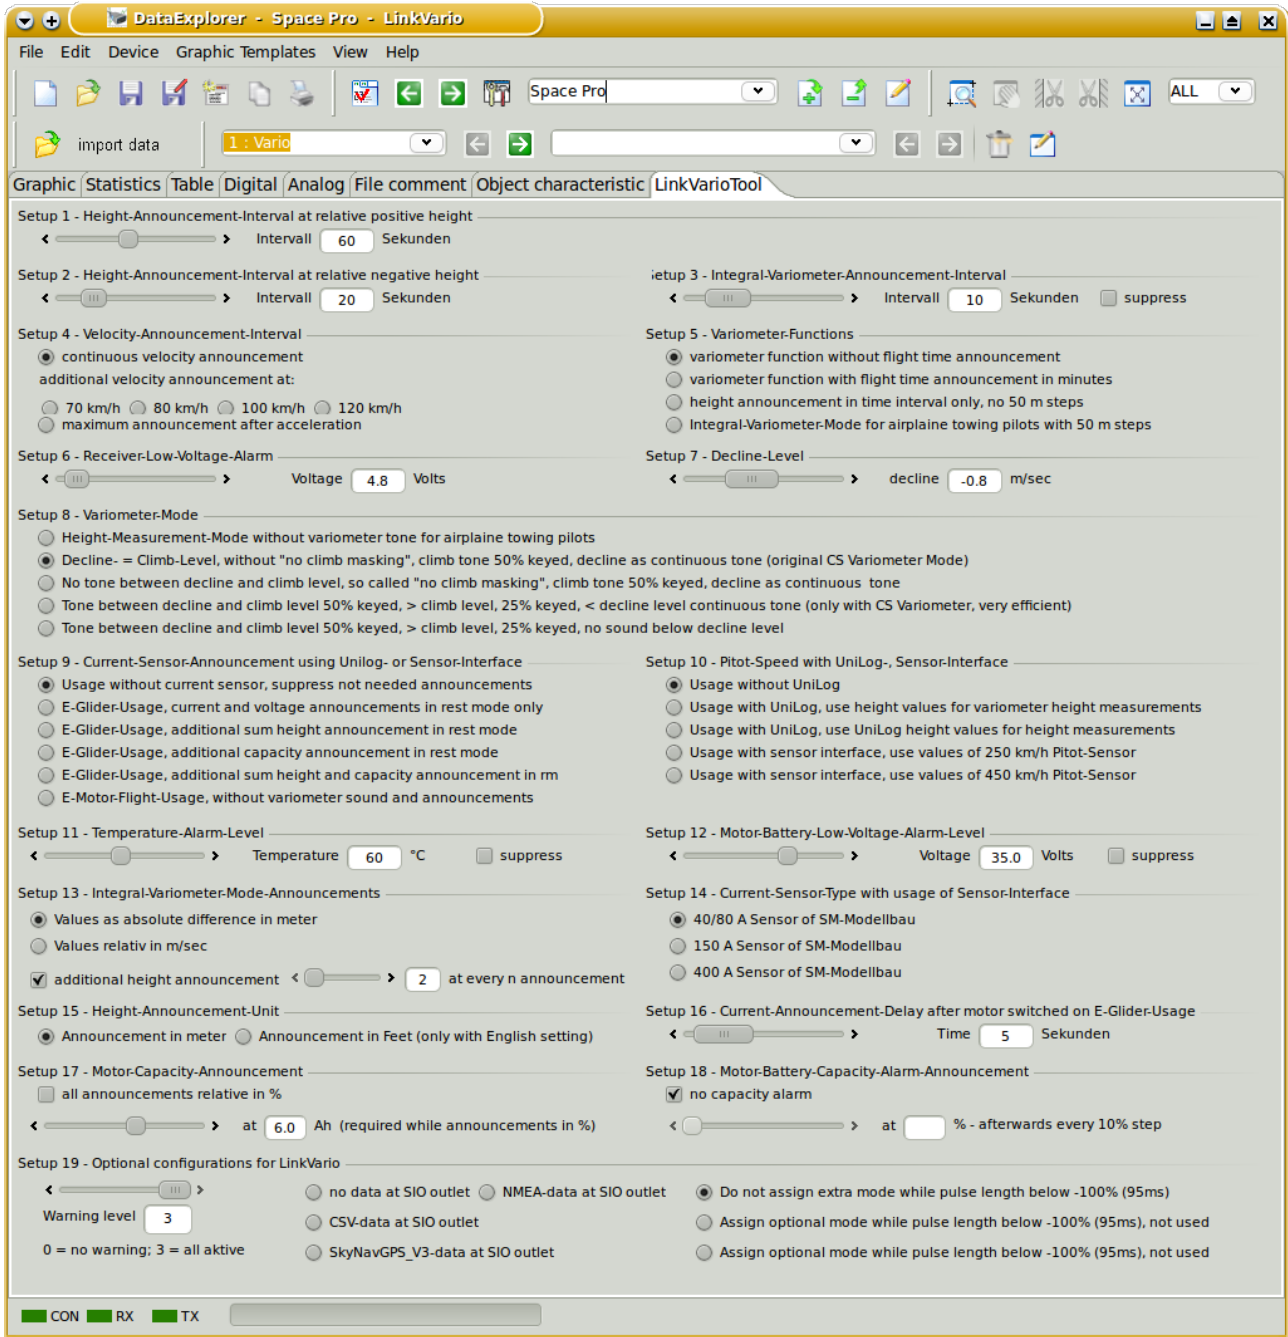 DataExplorer - Space Pro - LinkVario
File Edit Device Graphic Templates View Help
Space Pro ALL
import data 1 : Vario
Graphic Statistics Table Digital Analog File comment Object characteristic LinkVarioTool
Setup 1 - Height-Announcement-Interval at relative positive height
Intervall 60 Sekunden
Setup 2 - Height-Announcement-Interval at relative negative height
Intervall 20 Sekunden
Setup 3 - Integral-Variometer-Announcement-Interval
Intervall 10 Sekunden suppress
Setup 4 - Velocity-Announcement-Interval
continuous velocity announcement
additional velocity announcement at:
70 km/h 80 km/h 100 km/h 120 km/h
maximum announcement after acceleration
Setup 5 - Variometer-Functions
variometer function without flight time announcement
variometer function with flight time announcement in minutes
height announcement in time interval only, no 50 m steps
Integral-Variometer-Mode for airplaine towing pilots with 50 m steps
Setup 6 - Receiver-Low-Voltage-Alarm
Voltage 4.8 Volts
Setup 7 - Decline-Level
decline -0.8 m/sec
Setup 8 - Variometer-Mode
Height-Measurement-Mode without variometer tone for airplaine towing pilots
Decline- = Climb-Level, without "no climb masking", climb tone 50% keyed, decline as continuous tone (original CS Variometer Mode)
No tone between decline and climb level, so called "no climb masking", climb tone 50% keyed, decline as continuous tone
Tone between decline and climb level 50% keyed, > climb level, 25% keyed, < decline level continuous tone (only with CS Variometer, very efficient)
Tone between decline and climb level 50% keyed, > climb level, 25% keyed, no sound below decline level
Setup 9 - Current-Sensor-Announcement using Unilog- or Sensor-Interface
Usage without current sensor, suppress not needed announcements
E-Glider-Usage, current and voltage announcements in rest mode only
E-Glider-Usage, additional sum height announcement in rest mode
E-Glider-Usage, additional capacity announcement in rest mode
E-Glider-Usage, additional sum height and capacity announcement in rm
E-Motor-Flight-Usage, without variometer sound and announcements
Setup 10 - Pitot-Speed with UniLog-, Sensor-Interface
Usage without UniLog
Usage with UniLog, use height values for variometer height measurements
Usage with UniLog, use UniLog height values for height measurements
Usage with sensor interface, use values of 250 km/h Pitot-Sensor
Usage with sensor interface, use values of 450 km/h Pitot-Sensor
Setup 11 - Temperature-Alarm-Level
Temperature 60 °C suppress
Setup 12 - Motor-Battery-Low-Voltage-Alarm-Level
Voltage 35.0 Volts suppress
Setup 13 - Integral-Variometer-Mode-Announcements
Values as absolute difference in meter
Values relativ in m/sec
additional height announcement 2 at every n announcement
Setup 14 - Current-Sensor-Type with usage of Sensor-Interface
40/80 A Sensor of SM-Modellbau
150 A Sensor of SM-Modellbau
400 A Sensor of SM-Modellbau
Setup 15 - Height-Announcement-Unit
Announcement in meter Announcement in Feet (only with English setting)
Setup 16 - Current-Announcement-Delay after motor switched on E-Glider-Usage
Time 5 Sekunden
Setup 17 - Motor-Capacity-Announcement
all announcements relative in %
at 6.0 Ah (required while announcements in %)
Setup 18 - Motor-Battery-Capacity-Alarm-Announcement
no capacity alarm
at % - afterwards every 10% step
Setup 19 - Optional configurations for LinkVario
Warning level 3
0 = no warning; 3 = all aktive
no data at SIO outlet NMEA-data at SIO outlet
CSV-data at SIO outlet
SkyNavGPS_V3-data at SIO outlet
Do not assign extra mode while pulse length below -100% (95ms)
Assign optional mode while pulse length below -100% (95ms), not used
Assign optional mode while pulse length below -100% (95ms), not used
CON RX TX